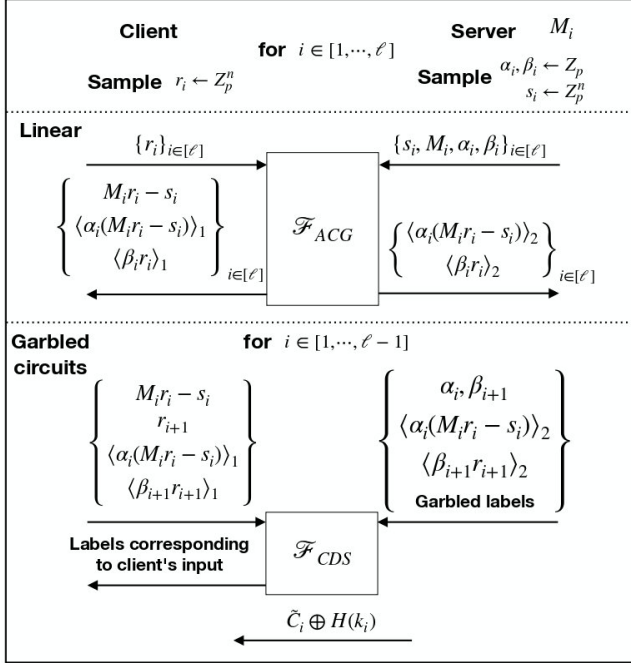 Client
Server M_i
for i ∈ [1,⋯,ℓ]
Sample r_i ← Z_p^n
Sample α_i, β_i ← Z_p
s_i ← Z_p^n
Linear
{r_i}_{i∈[ℓ]}
{s_i, M_i, α_i, β_i}_{i∈[ℓ]}
M_i r_i − s_i
⟨α_i(M_i r_i − s_i)⟩_1
⟨β_i r_i⟩_1
i∈[ℓ]
ℱ_{ACG}
⟨α_i(M_i r_i − s_i)⟩_2
⟨β_i r_i⟩_2
i∈[ℓ]
Garbled
circuits
for i ∈ [1,⋯,ℓ − 1]
M_i r_i − s_i
r_{i+1}
⟨α_i(M_i r_i − s_i)⟩_1
⟨β_{i+1} r_{i+1}⟩_1
α_i, β_{i+1}
⟨α_i(M_i r_i − s_i)⟩_2
⟨β_{i+1} r_{i+1}⟩_2
Garbled labels
Labels corresponding
to client's input
ℱ_{CDS}
C̃_i ⊕ H(k_i)